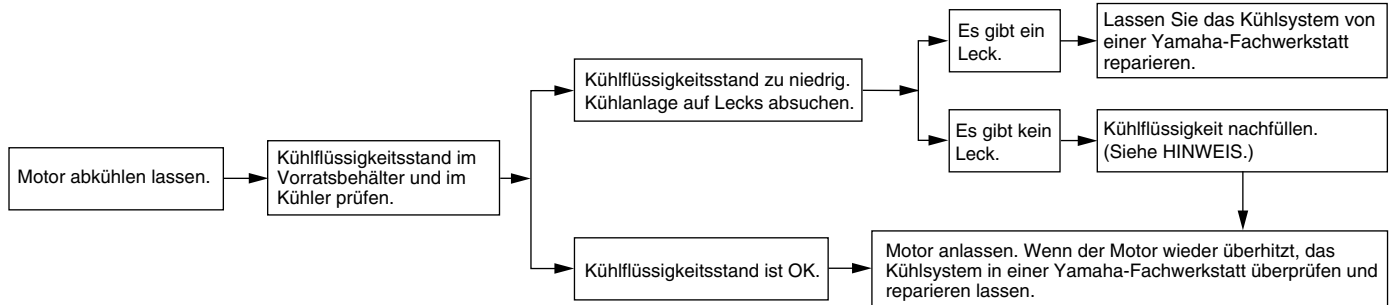 Motor abkühlen lassen.
Kühlflüssigkeitsstand im
Vorratsbehälter und im
Kühler prüfen.
Kühlflüssigkeitsstand zu niedrig.
Kühlanlage auf Lecks absuchen.
Es gibt ein
Leck.
Lassen Sie das Kühlsystem von
einer Yamaha-Fachwerkstatt
reparieren.
Es gibt kein
Leck.
Kühlflüssigkeit nachfüllen.
(Siehe HINWEIS.)
Kühlflüssigkeitsstand ist OK.
Motor anlassen. Wenn der Motor wieder überhitzt, das
Kühlsystem in einer Yamaha-Fachwerkstatt überprüfen und
reparieren lassen.